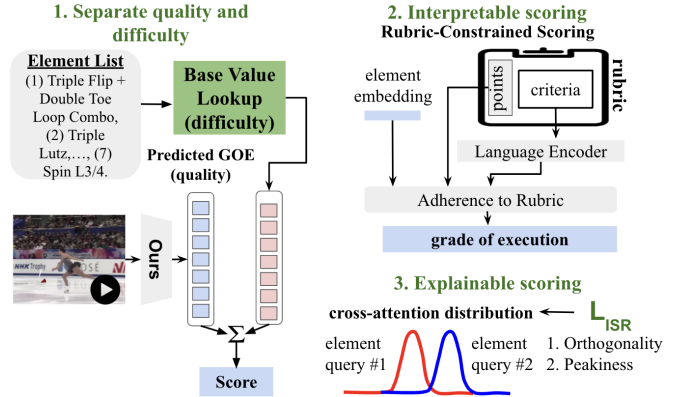 1. Separate quality and
difficulty
Element List
(1) Triple Flip +
Double Toe
Loop Combo,
(2) Triple
Lutz,…, (7)
Spin L3/4.
Base Value
Lookup
(difficulty)
Predicted GOE
(quality)
NHK Trophy
Ours
Σ
Score
2. Interpretable scoring
Rubric-Constrained Scoring
element
embedding
points
criteria
rubric
Language Encoder
Adherence to Rubric
grade of execution
3. Explainable scoring
cross-attention distribution
L_ISR
element
query #1
element
query #2
1. Orthogonality
2. Peakiness